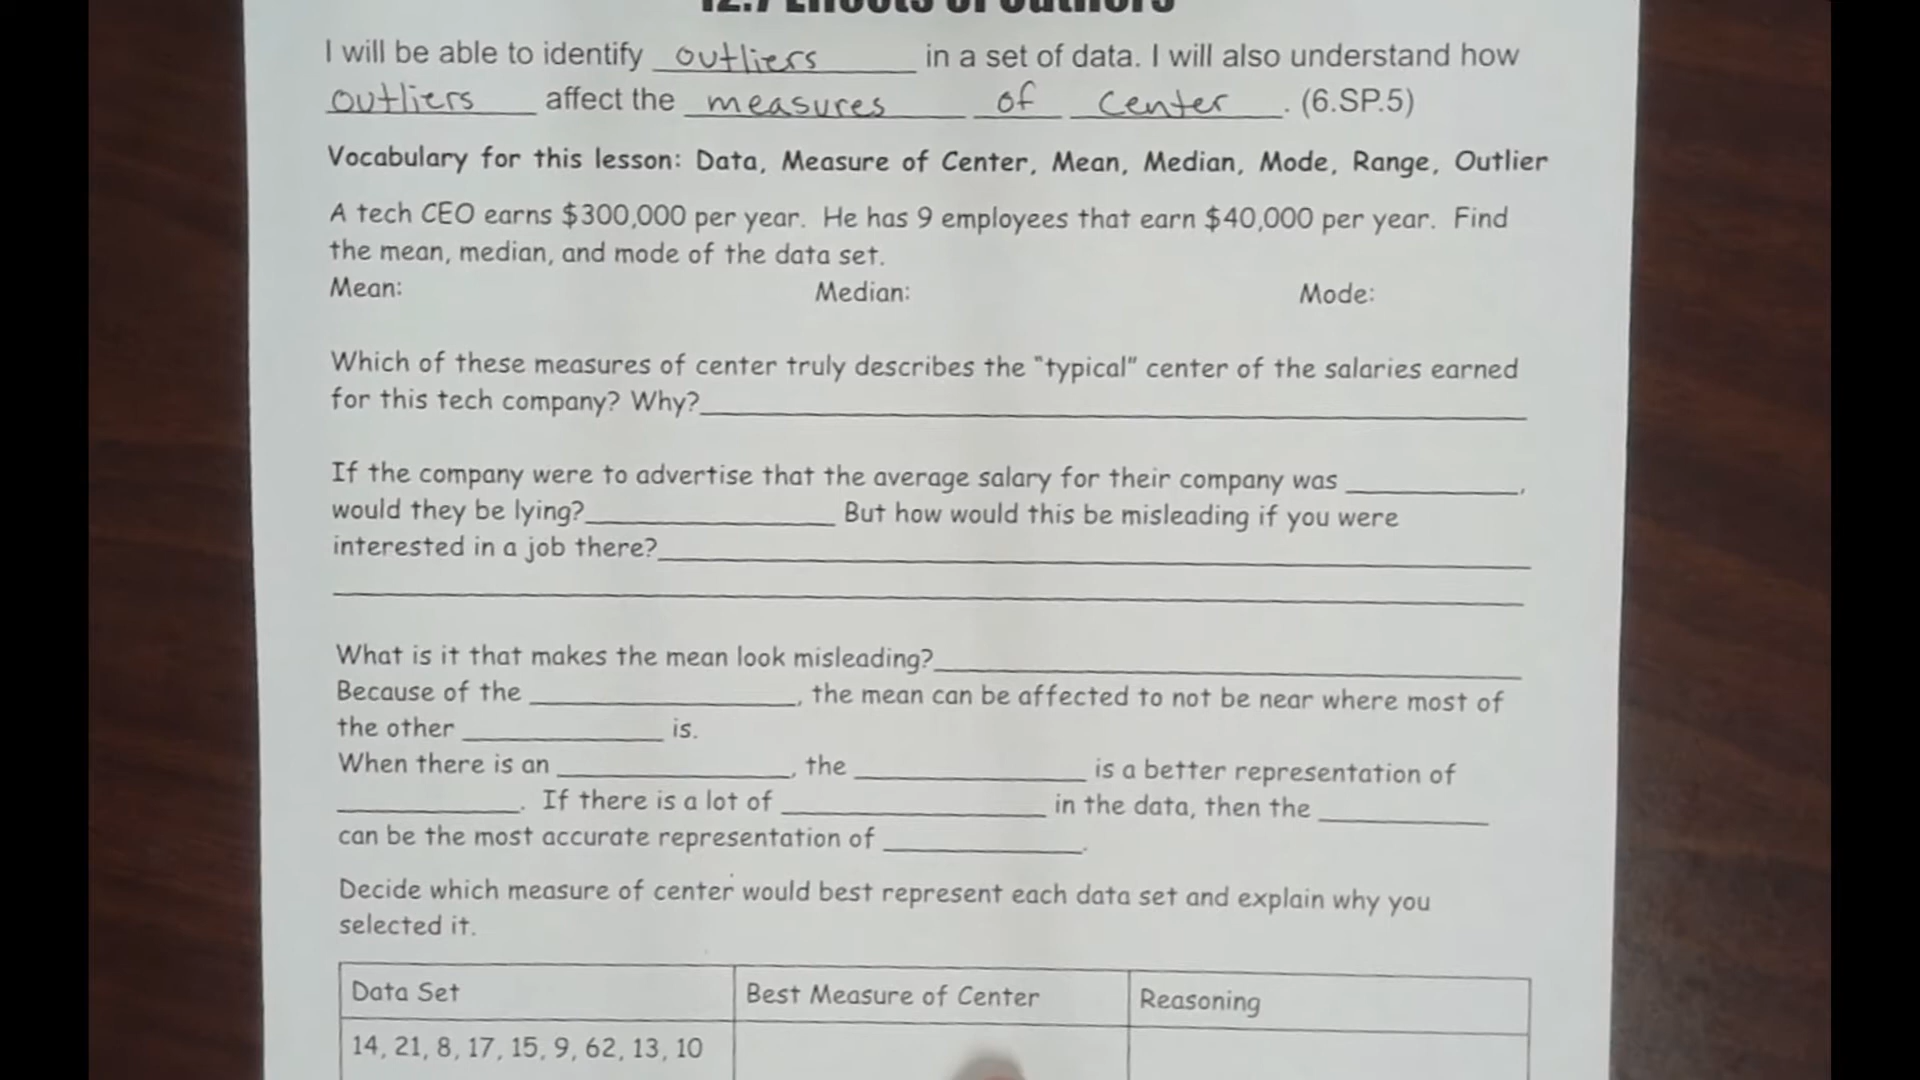 12.7 Effects of Outliers
I will be able to identify outliers in a set of data. I will also understand how
outliers affect the measures of center. (6.SP.5)
Vocabulary for this lesson: Data, Measure of Center, Mean, Median, Mode, Range, Outlier
A tech CEO earns $300,000 per year. He has 9 employees that earn $40,000 per year. Find
the mean, median, and mode of the data set.
Mean: Median: Mode:
Which of these measures of center truly describes the "typical" center of the salaries earned
for this tech company? Why?
If the company were to advertise that the average salary for their company was ,
would they be lying? But how would this be misleading if you were
interested in a job there?
What is it that makes the mean look misleading?
Because of the , the mean can be affected to not be near where most of
the other is.
When there is an , the is a better representation of
. If there is a lot of in the data, then the
can be the most accurate representation of .
Decide which measure of center would best represent each data set and explain why you
selected it.
Data Set Best Measure of Center Reasoning
14, 21, 8, 17, 15, 9, 62, 13, 10